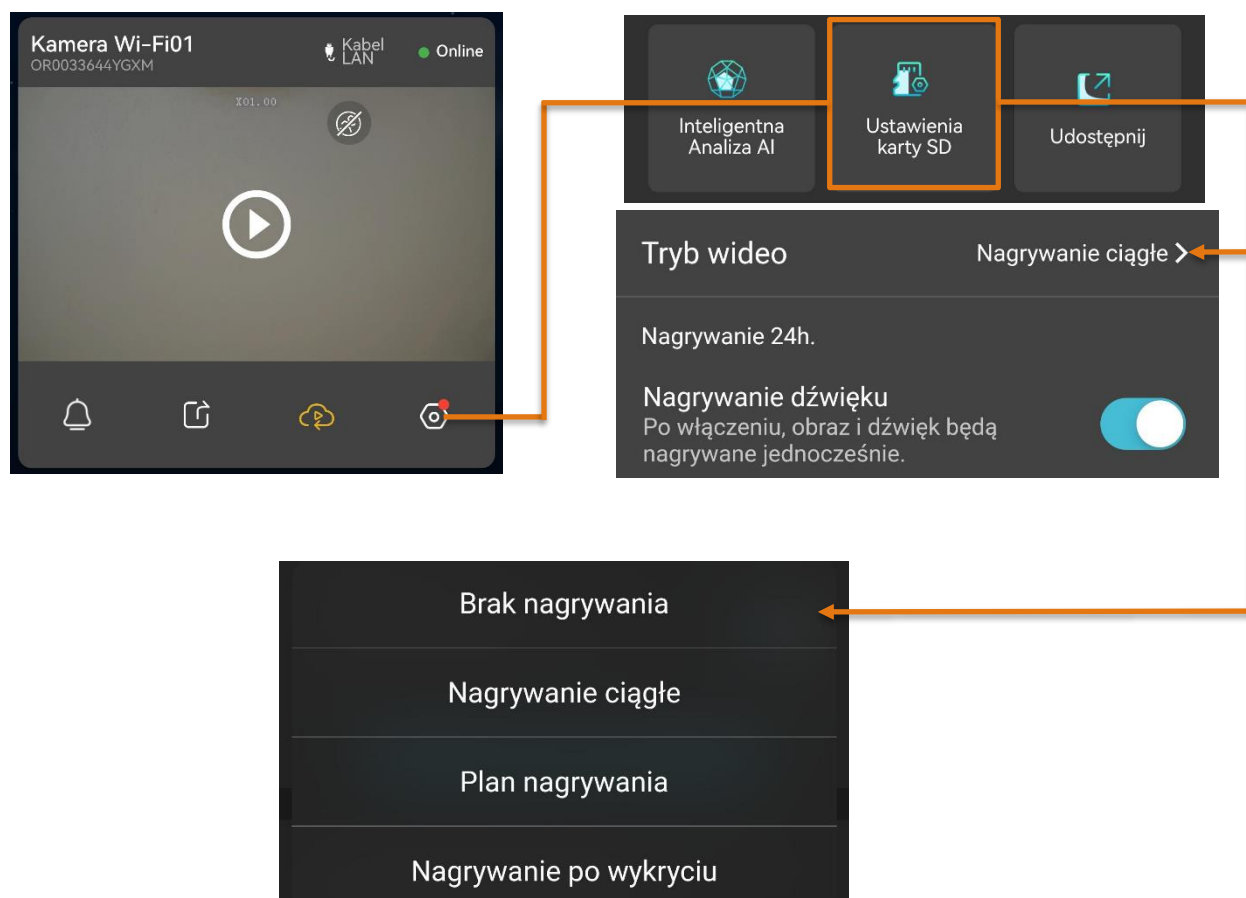 Kamera Wi-Fi01
OR0033644YGXM
Kabel
LAN
Online
X01.00
Inteligentna
Analiza AI
Ustawienia
karty SD
Udostępnij
Tryb wideo
Nagrywanie ciągłe
Nagrywanie 24h.
Nagrywanie dźwięku
Po włączeniu, obraz i dźwięk będą
nagrywane jednocześnie.
Brak nagrywania
Nagrywanie ciągłe
Plan nagrywania
Nagrywanie po wykryciu